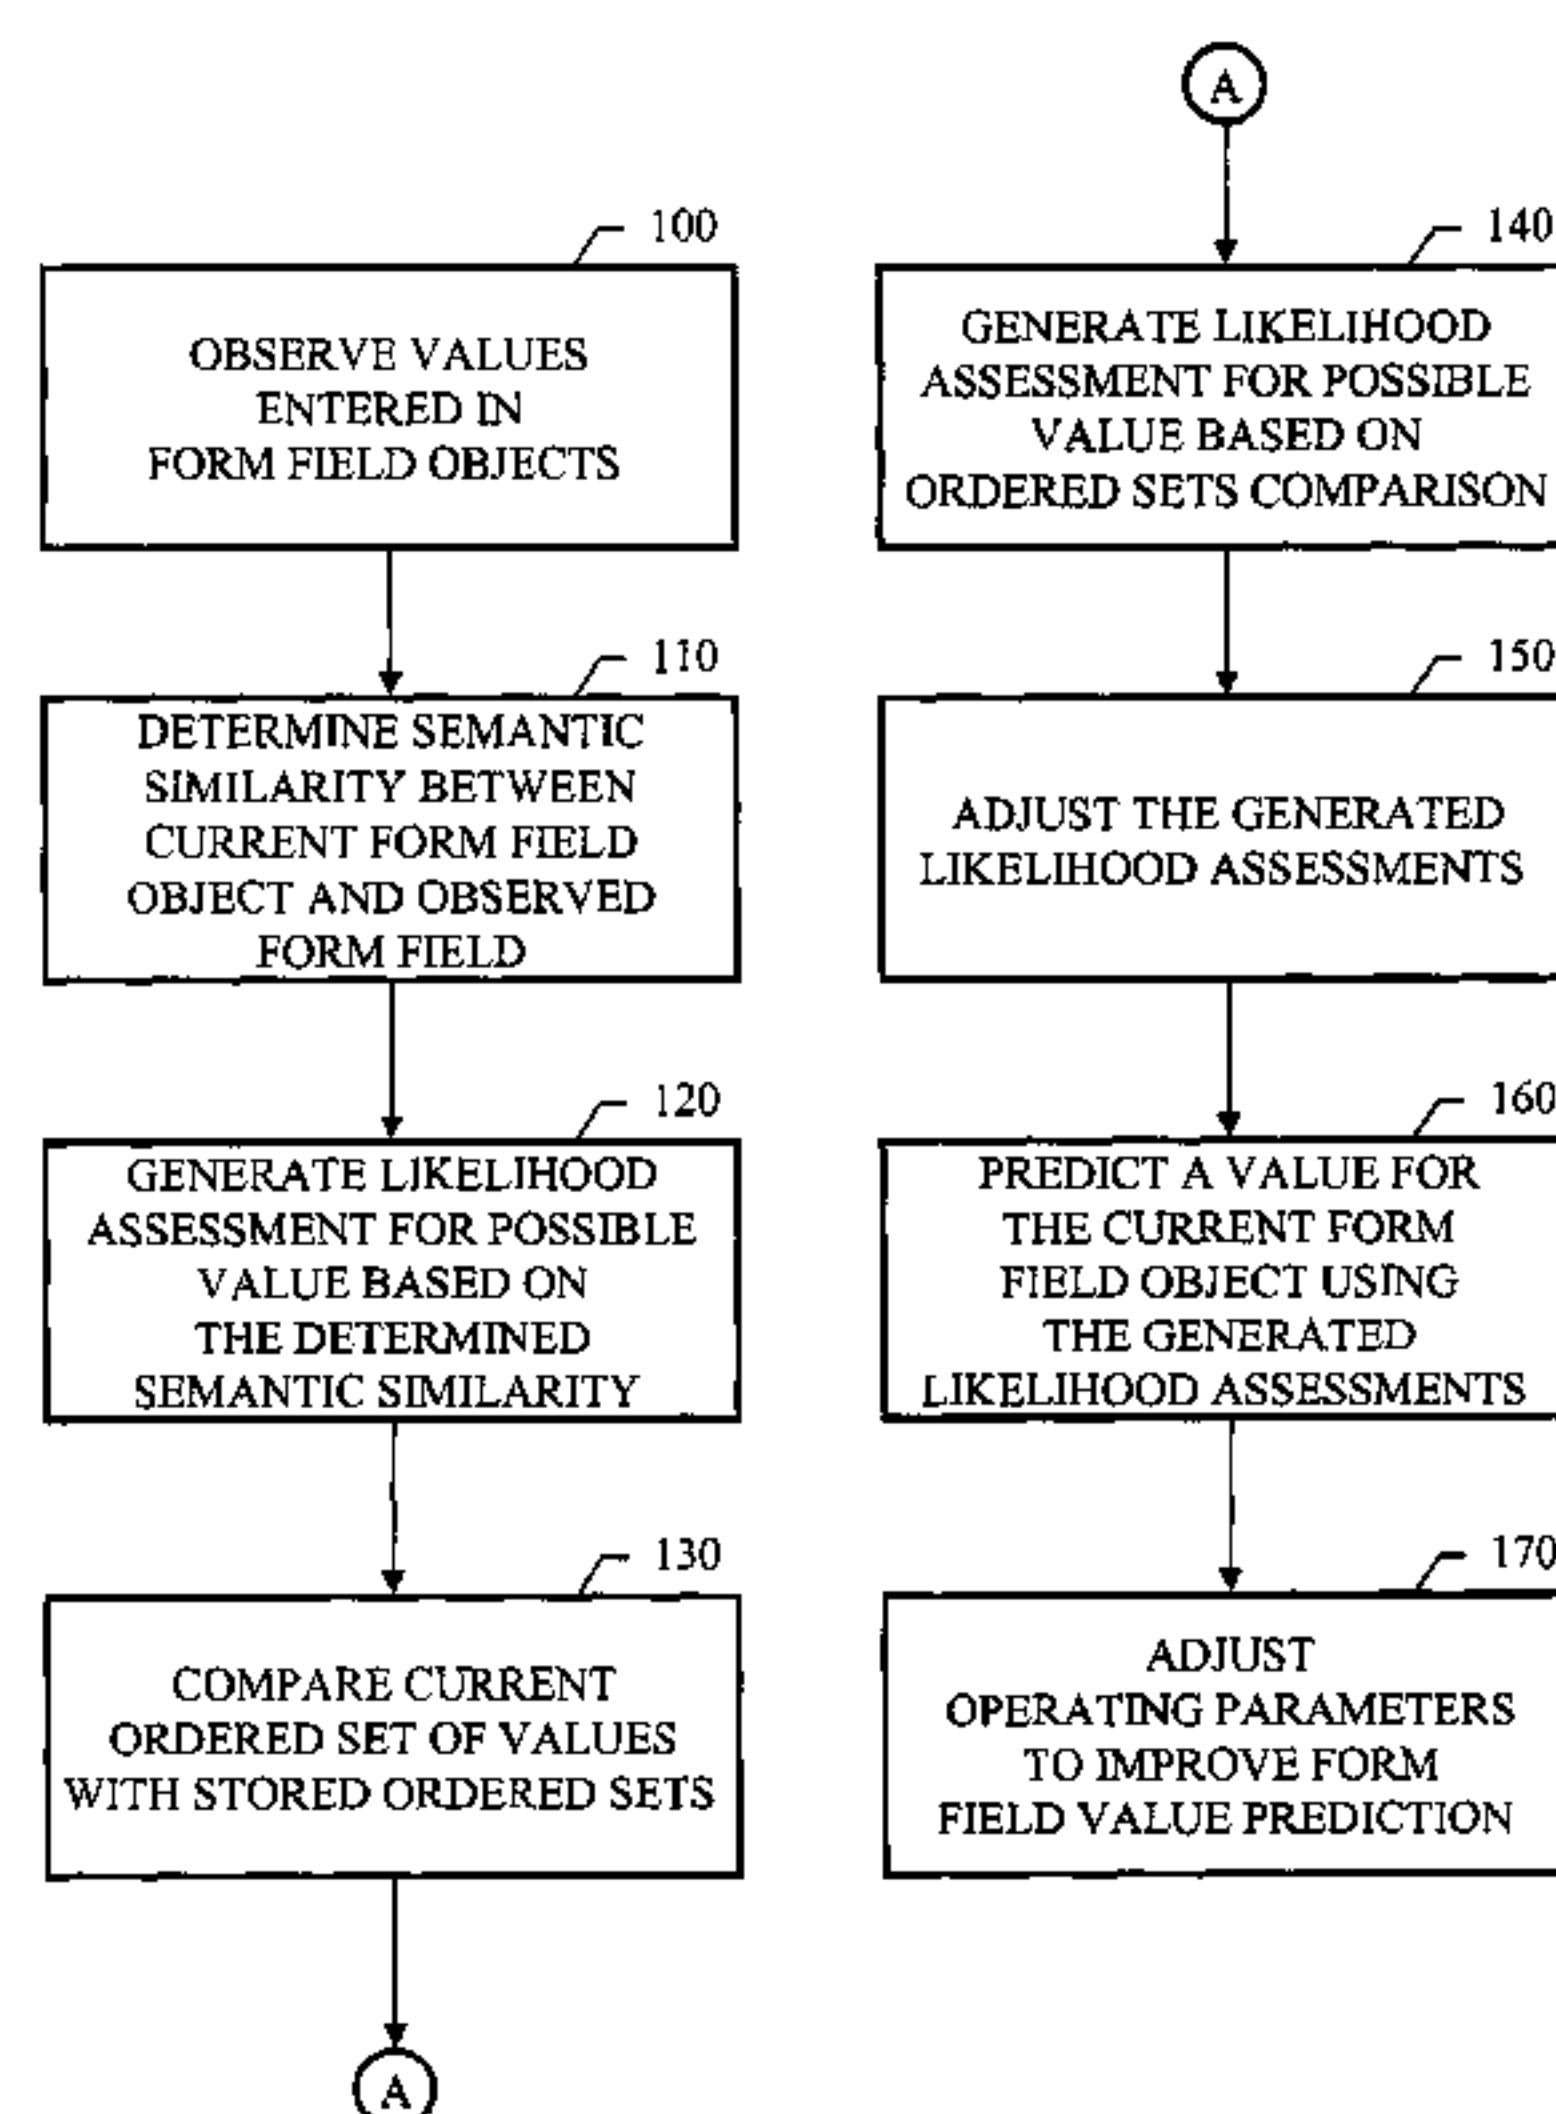 100
OBSERVE VALUES
ENTERED IN
FORM FIELD OBJECTS
110
DETERMINE SEMANTIC
SIMILARITY BETWEEN
CURRENT FORM FIELD
OBJECT AND OBSERVED
FORM FIELD
120
GENERATE LIKELIHOOD
ASSESSMENT FOR POSSIBLE
VALUE BASED ON
THE DETERMINED
SEMANTIC SIMILARITY
130
COMPARE CURRENT
ORDERED SET OF VALUES
WITH STORED ORDERED SETS
A
A
140
GENERATE LIKELIHOOD
ASSESSMENT FOR POSSIBLE
VALUE BASED ON
ORDERED SETS COMPARISON
150
ADJUST THE GENERATED
LIKELIHOOD ASSESSMENTS
160
PREDICT A VALUE FOR
THE CURRENT FORM
FIELD OBJECT USING
THE GENERATED
LIKELIHOOD ASSESSMENTS
170
ADJUST
OPERATING PARAMETERS
TO IMPROVE FORM
FIELD VALUE PREDICTION